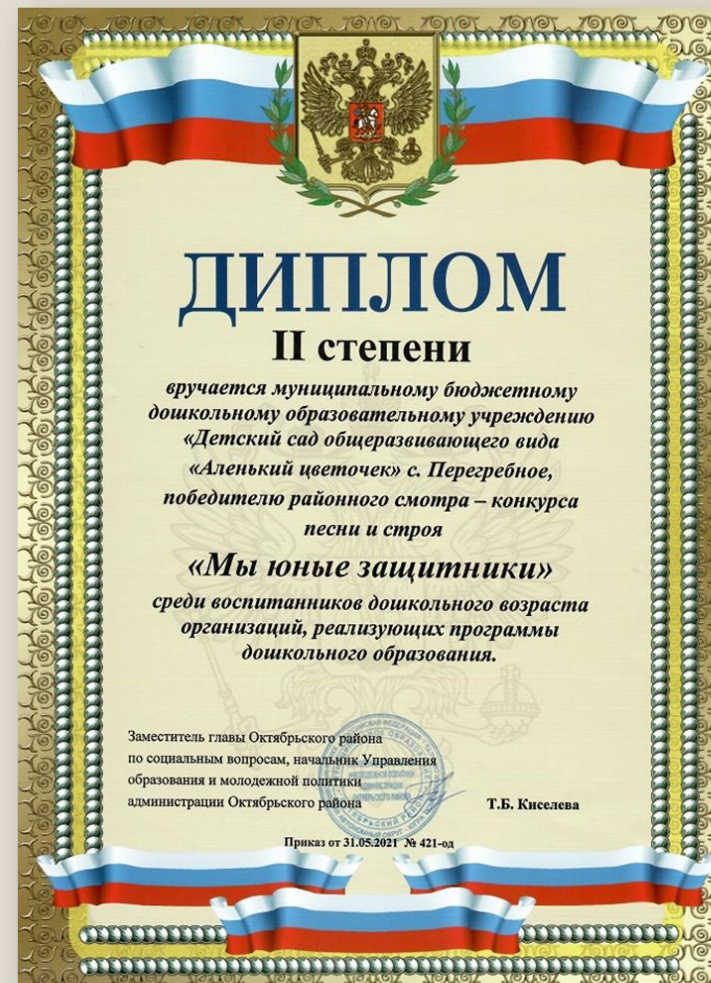 ДИПЛОМ
II степени
вручается муниципальному бюджетному
дошкольному образовательному учреждению
«Детский сад общеразвивающего вида
«Аленький цветочек» с. Перегребное,
победителю районного смотра – конкурса
песни и строя
«Мы юные защитники»
среди воспитанников дошкольного возраста
организаций, реализующих программы
дошкольного образования.
Заместитель главы Октябрьского района
по социальным вопросам, начальник Управления
образования и молодежной политики
администрации Октябрьского района
Т.Б. Киселева
Приказ от 31.05.2021 № 421-од